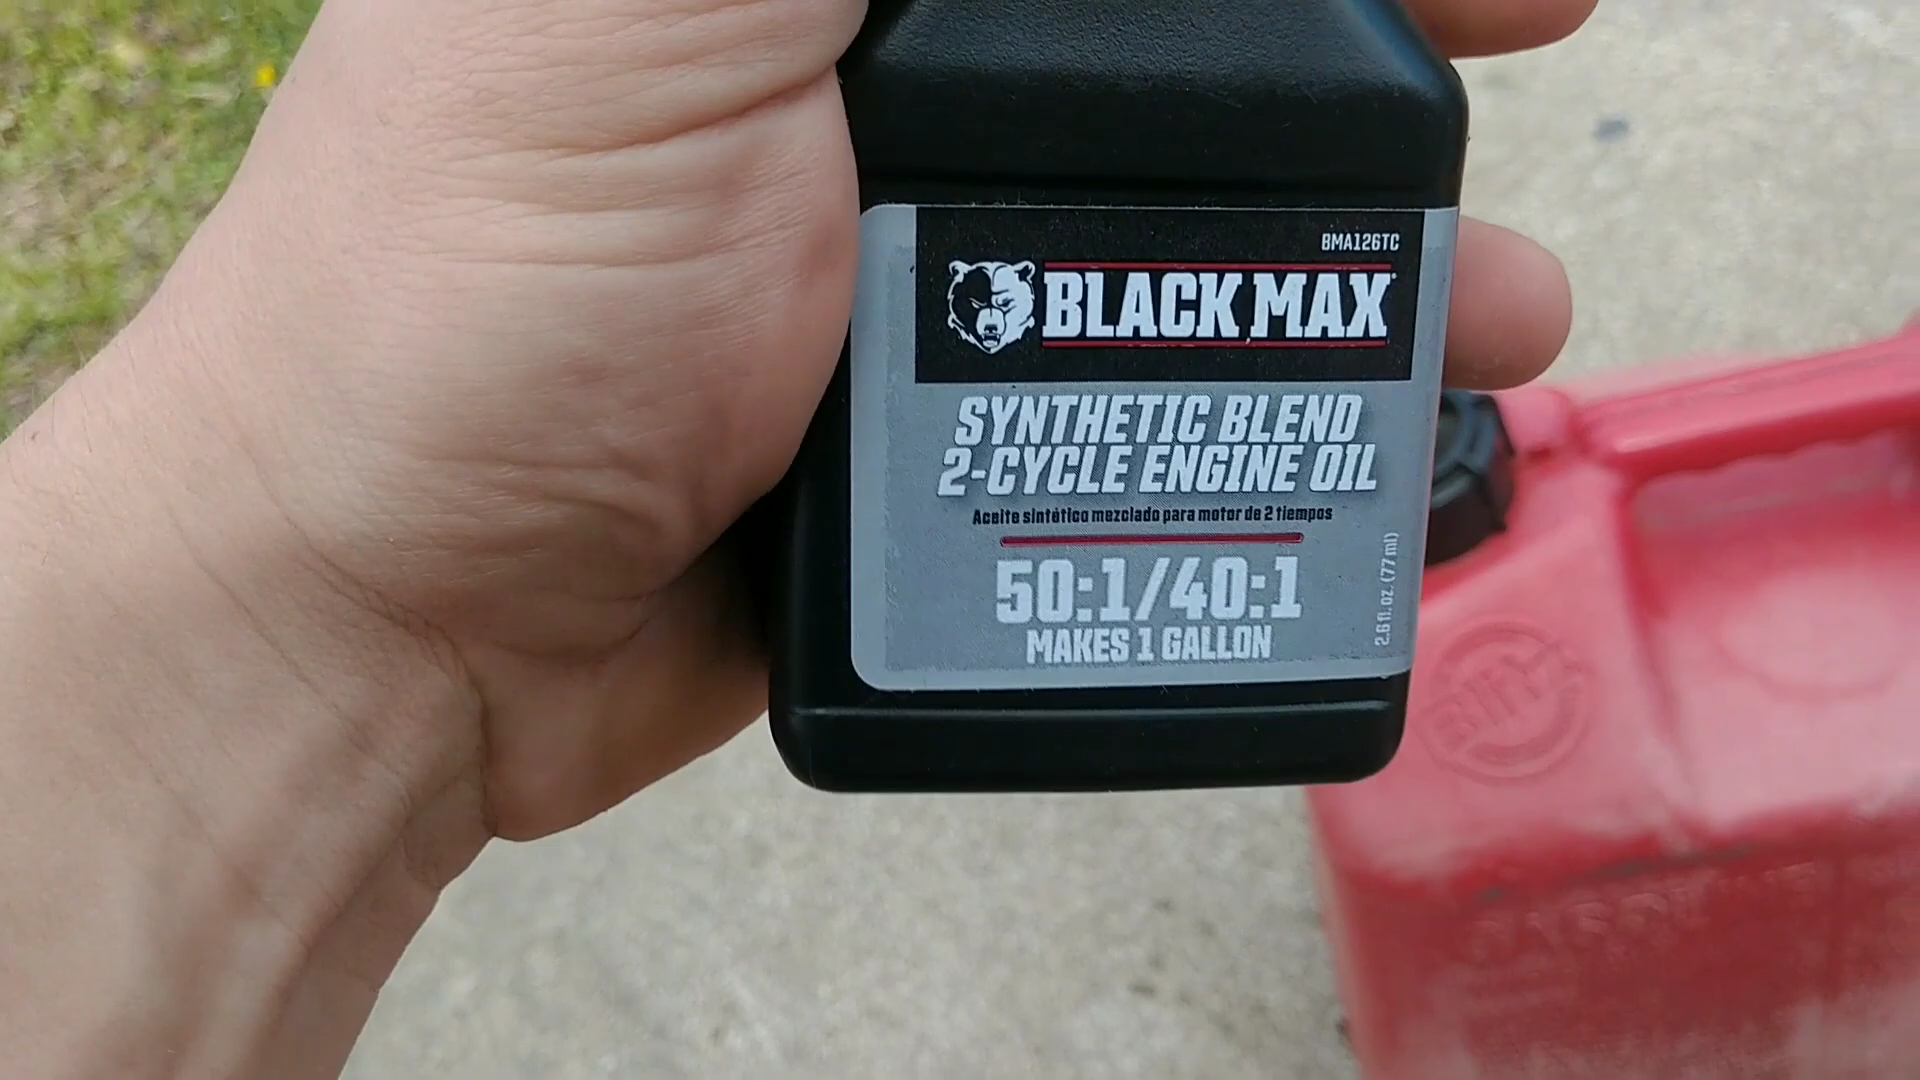 BMA126TC
BLACK MAX
SYNTHETIC BLEND
2-CYCLE ENGINE OIL
Aceite sintético mezclado para motor de 2 tiempos
50:1/40:1
MAKES 1 GALLON
2.6 fl. oz. (77 ml)
Blitz